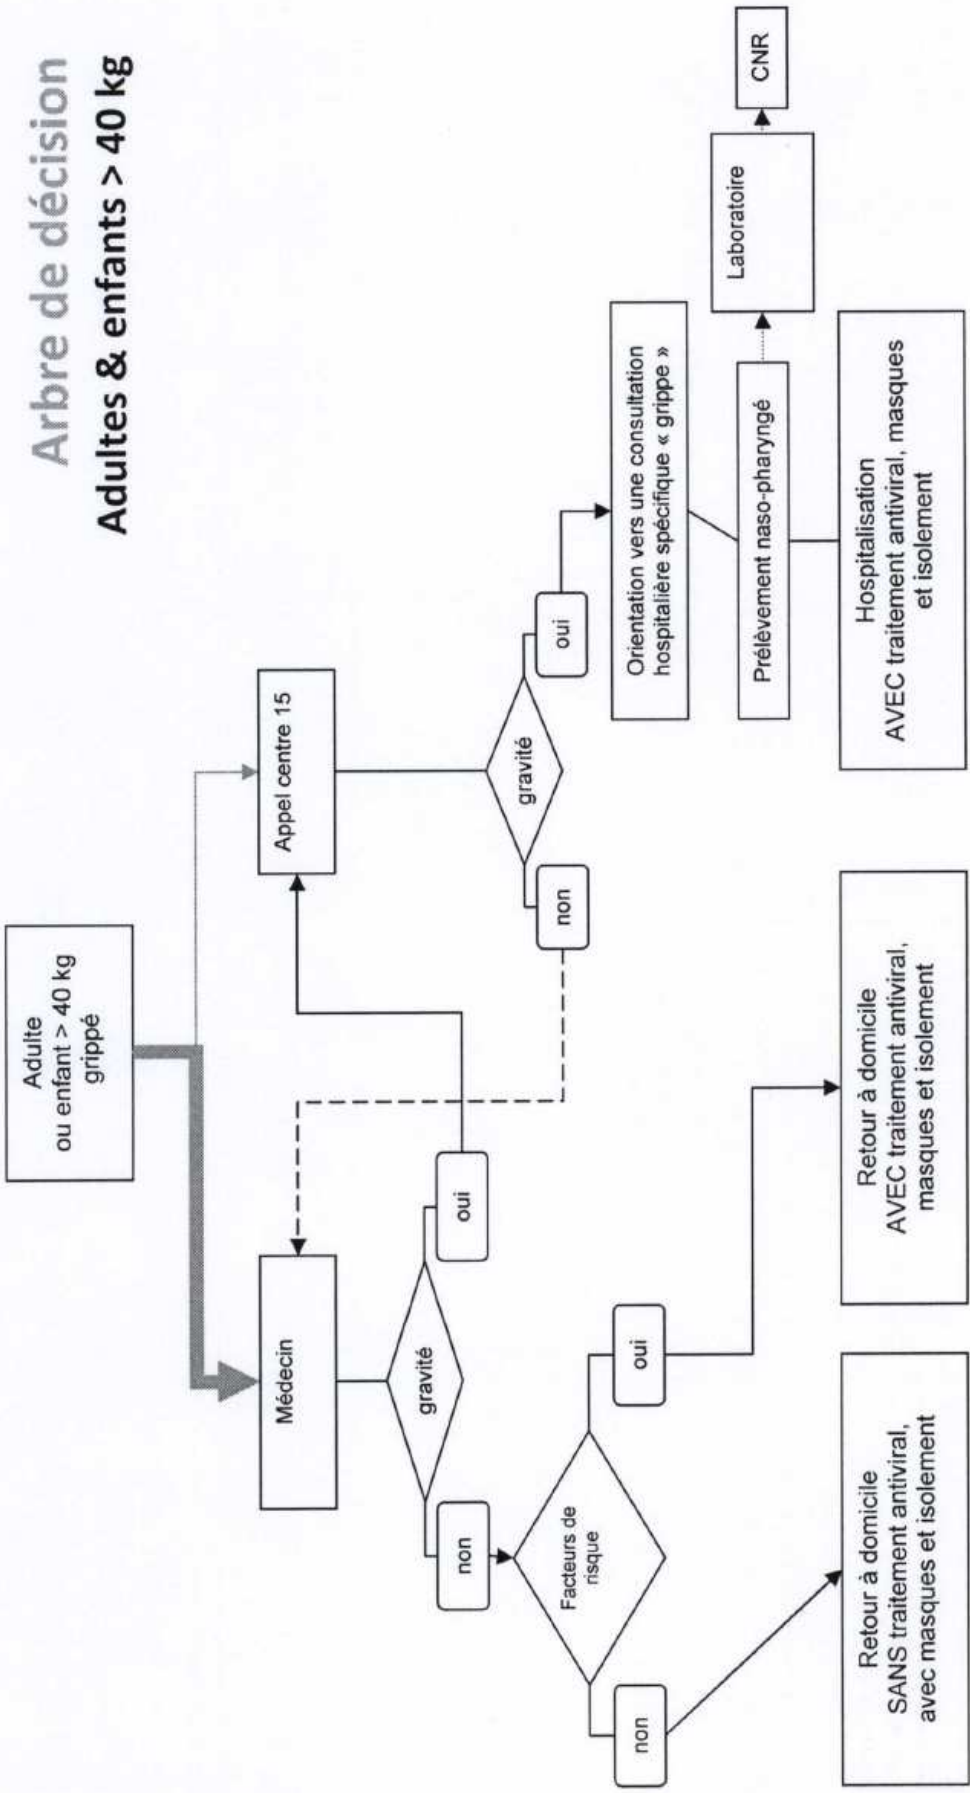 Arbre de décision
Adultes & enfants > 40 kg
Adulte
ou enfant > 40 kg
grippé
Médecin
Appel centre 15
gravité
non
oui
gravité
non
oui
Facteurs de
risque
non
oui
Orientation vers une consultation
hospitalière spécifique « grippe »
Prélèvement naso-pharyngé
Laboratoire
CNR
Retour à domicile
SANS traitement antiviral,
avec masques et isolement
Retour à domicile
AVEC traitement antiviral,
masques et isolement
Hospitalisation
AVEC traitement antiviral, masques
et isolement